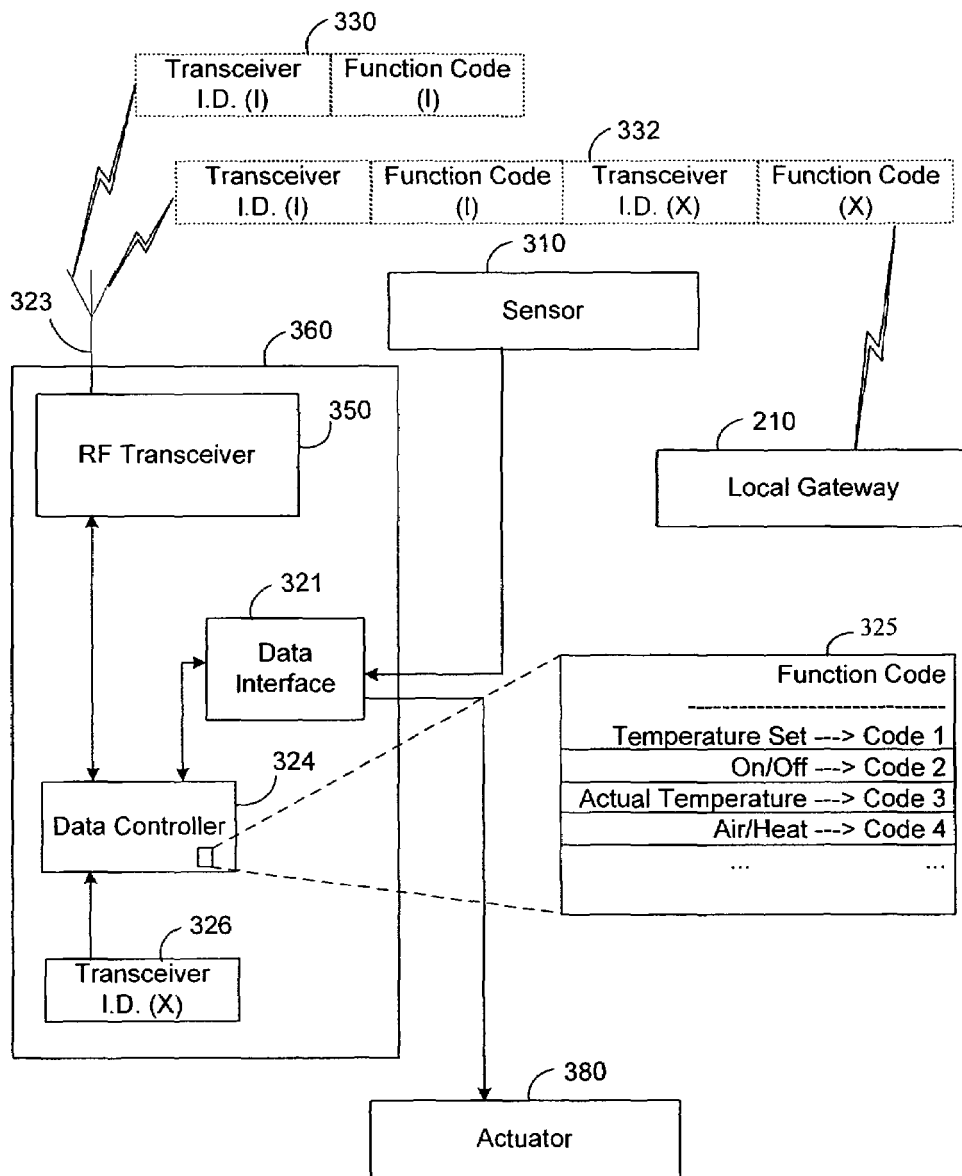 330
Transceiver I.D. (I)
Function Code (I)
332
Transceiver I.D. (I)
Function Code (I)
Transceiver I.D. (X)
Function Code (X)
310
Sensor
323
360
350
RF Transceiver
210
Local Gateway
321
Data Interface
325
Function Code
------------------------------
Temperature Set ---> Code 1
On/Off ---> Code 2
Actual Temperature ---> Code 3
Air/Heat ---> Code 4
... ...
324
Data Controller
326
Transceiver I.D. (X)
380
Actuator